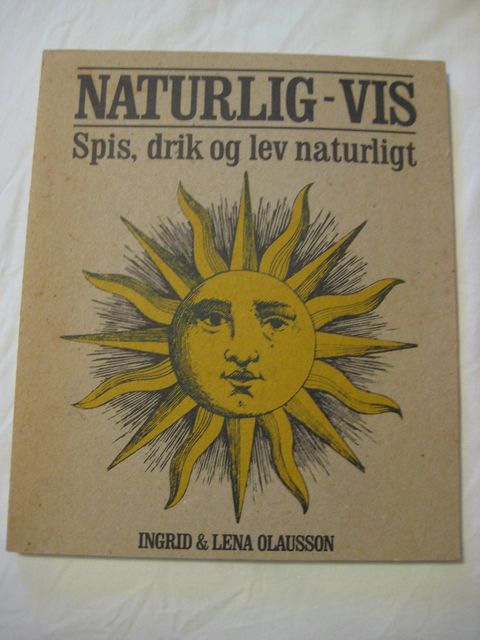 NATURLIG-VIS
Spis, drik og lev naturligt
INGRID & LENA OLAUSSON